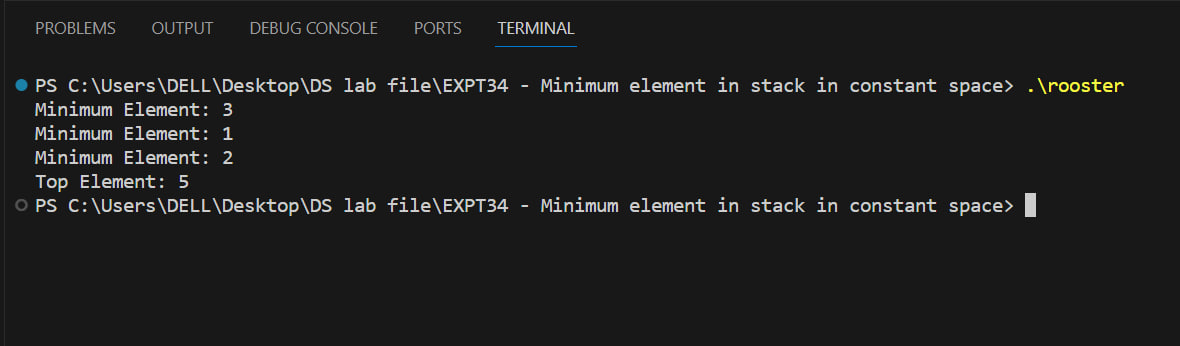 PROBLEMS OUTPUT DEBUG CONSOLE PORTS TERMINAL
PS C:\Users\DELL\Desktop\DS lab file\EXPT34 - Minimum element in stack in constant space> .\rooster
Minimum Element: 3
Minimum Element: 1
Minimum Element: 2
Top Element: 5
PS C:\Users\DELL\Desktop\DS lab file\EXPT34 - Minimum element in stack in constant space>